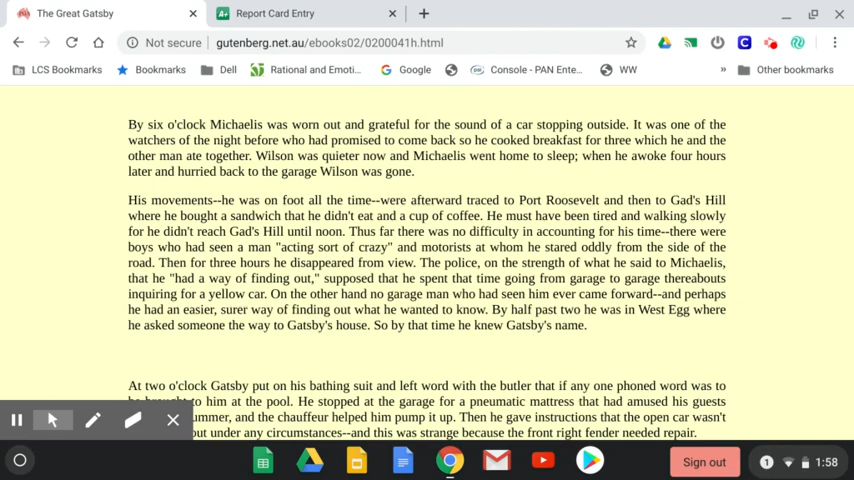 The Great Gatsby
Report Card Entry
Not secure
gutenberg.net.au/ebooks02/0200041h.html
LCS Bookmarks
Bookmarks
Dell
Rational and Emoti...
Google
Console - PAN Ente...
WW
»
Other bookmarks
By six o'clock Michaelis was worn out and grateful for the sound of a car stopping outside. It was one of the
watchers of the night before who had promised to come back so he cooked breakfast for three which he and the
other man ate together. Wilson was quieter now and Michaelis went home to sleep; when he awoke four hours
later and hurried back to the garage Wilson was gone.
His movements--he was on foot all the time--were afterward traced to Port Roosevelt and then to Gad's Hill
where he bought a sandwich that he didn't eat and a cup of coffee. He must have been tired and walking slowly
for he didn't reach Gad's Hill until noon. Thus far there was no difficulty in accounting for his time--there were
boys who had seen a man "acting sort of crazy" and motorists at whom he stared oddly from the side of the
road. Then for three hours he disappeared from view. The police, on the strength of what he said to Michaelis,
that he "had a way of finding out," supposed that he spent that time going from garage to garage thereabouts
inquiring for a yellow car. On the other hand no garage man who had seen him ever came forward--and perhaps
he had an easier, surer way of finding out what he wanted to know. By half past two he was in West Egg where
he asked someone the way to Gatsby's house. So by that time he knew Gatsby's name.
At two o'clock Gatsby put on his bathing suit and left word with the butler that if any one phoned word was to
to him at the pool. He stopped at the garage for a pneumatic mattress that had amused his guests
and the chauffeur helped him pump it up. Then he gave instructions that the open car wasn't
out under any circumstances--and this was strange because the front right fender needed repair.
Sign out
1
1:58